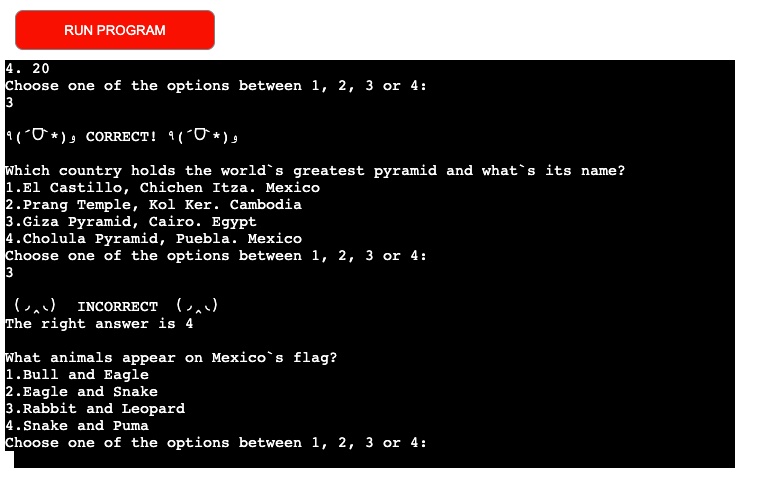 RUN PROGRAM
4. 20
Choose one of the options between 1, 2, 3 or 4:
3
٩(ˊᗜˋ*)و CORRECT! ٩(ˊᗜˋ*)و
Which country holds the world`s greatest pyramid and what`s its name?
1.El Castillo, Chichen Itza. Mexico
2.Prang Temple, Kol Ker. Cambodia
3.Giza Pyramid, Cairo. Egypt
4.Cholula Pyramid, Puebla. Mexico
Choose one of the options between 1, 2, 3 or 4:
3
(◞‸◟) INCORRECT (◞‸◟)
The right answer is 4
What animals appear on Mexico`s flag?
1.Bull and Eagle
2.Eagle and Snake
3.Rabbit and Leopard
4.Snake and Puma
Choose one of the options between 1, 2, 3 or 4: